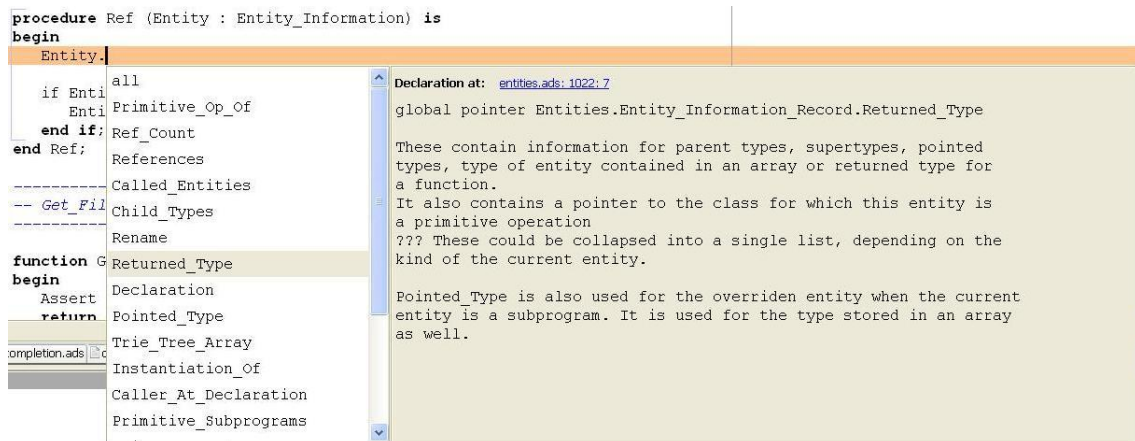 procedure Ref (Entity : Entity_Information) is
begin
Entity.
if Enti
Enti
end if;
end Ref;
-- Get_Fil
function G
begin
Assert
return
ompletion.ads
all
Primitive_Op_Of
Ref_Count
References
Called_Entities
Child_Types
Rename
Returned_Type
Declaration
Pointed_Type
Trie_Tree_Array
Instantiation_Of
Caller_At_Declaration
Primitive_Subprograms
Declaration at: entities.ads: 1022: 7
global pointer Entities.Entity_Information_Record.Returned_Type
These contain information for parent types, supertypes, pointed
types, type of entity contained in an array or returned type for
a function.
It also contains a pointer to the class for which this entity is
a primitive operation
??? These could be collapsed into a single list, depending on the
kind of the current entity.
Pointed_Type is also used for the overriden entity when the current
entity is a subprogram. It is used for the type stored in an array
as well.